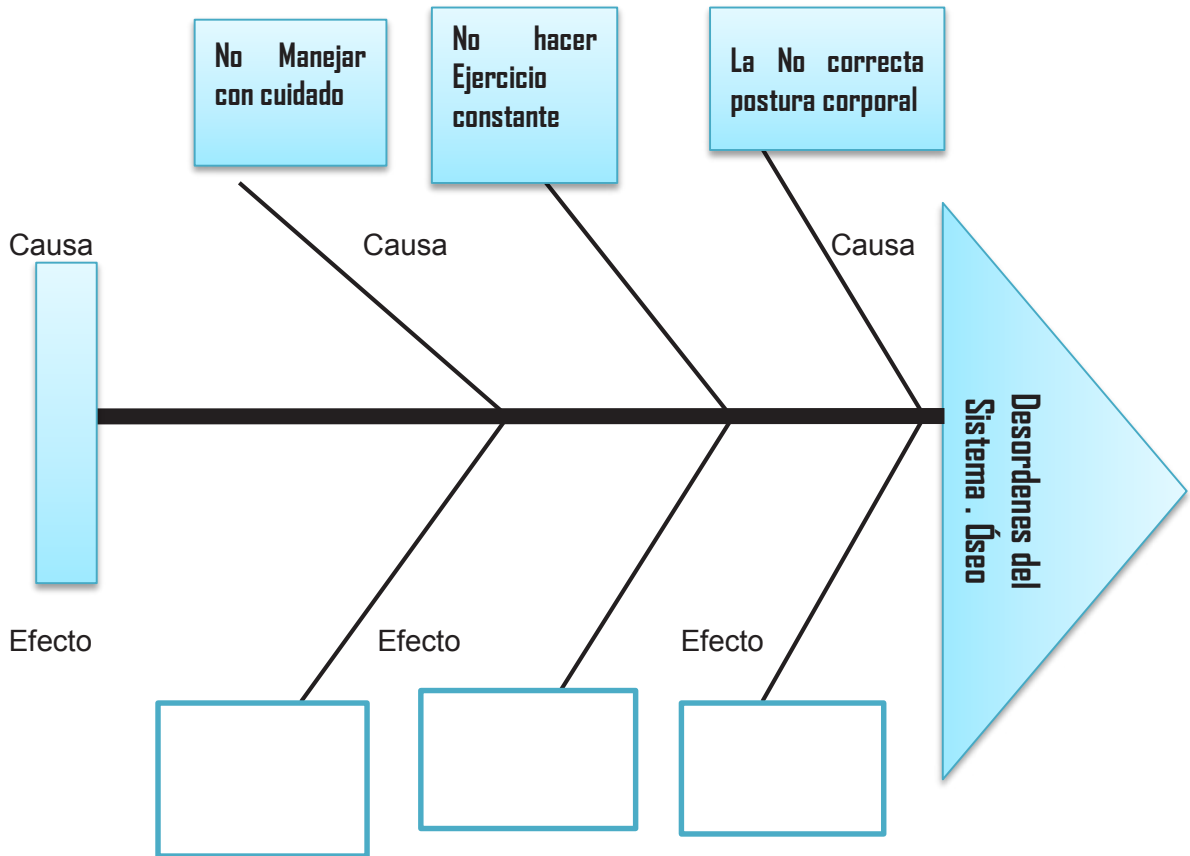 No Manejar
con cuidado
No hacer
Ejercicio
constante
La No correcta
postura corporal
Causa
Causa
Causa
Desordenes del
Sistema . Óseo
Efecto
Efecto
Efecto